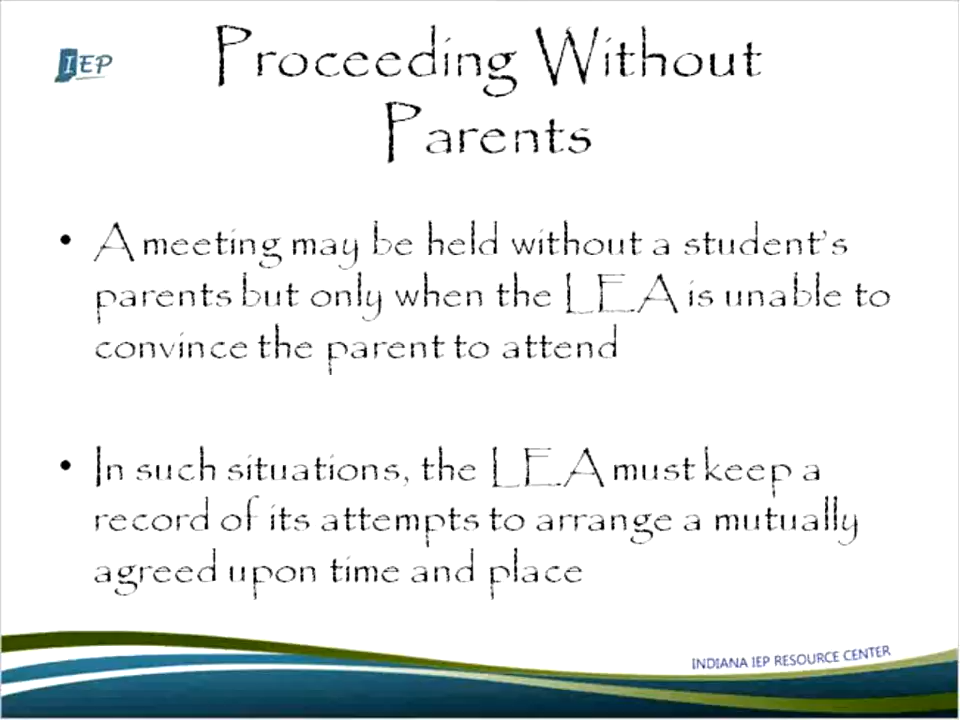 IEP
Proceeding Without
Parents
• A meeting may be held without a student's
parents but only when the LEA is unable to
convince the parent to attend
• In such situations, the LEA must keep a
record of its attempts to arrange a mutually
agreed upon time and place
INDIANA IEP RESOURCE CENTER